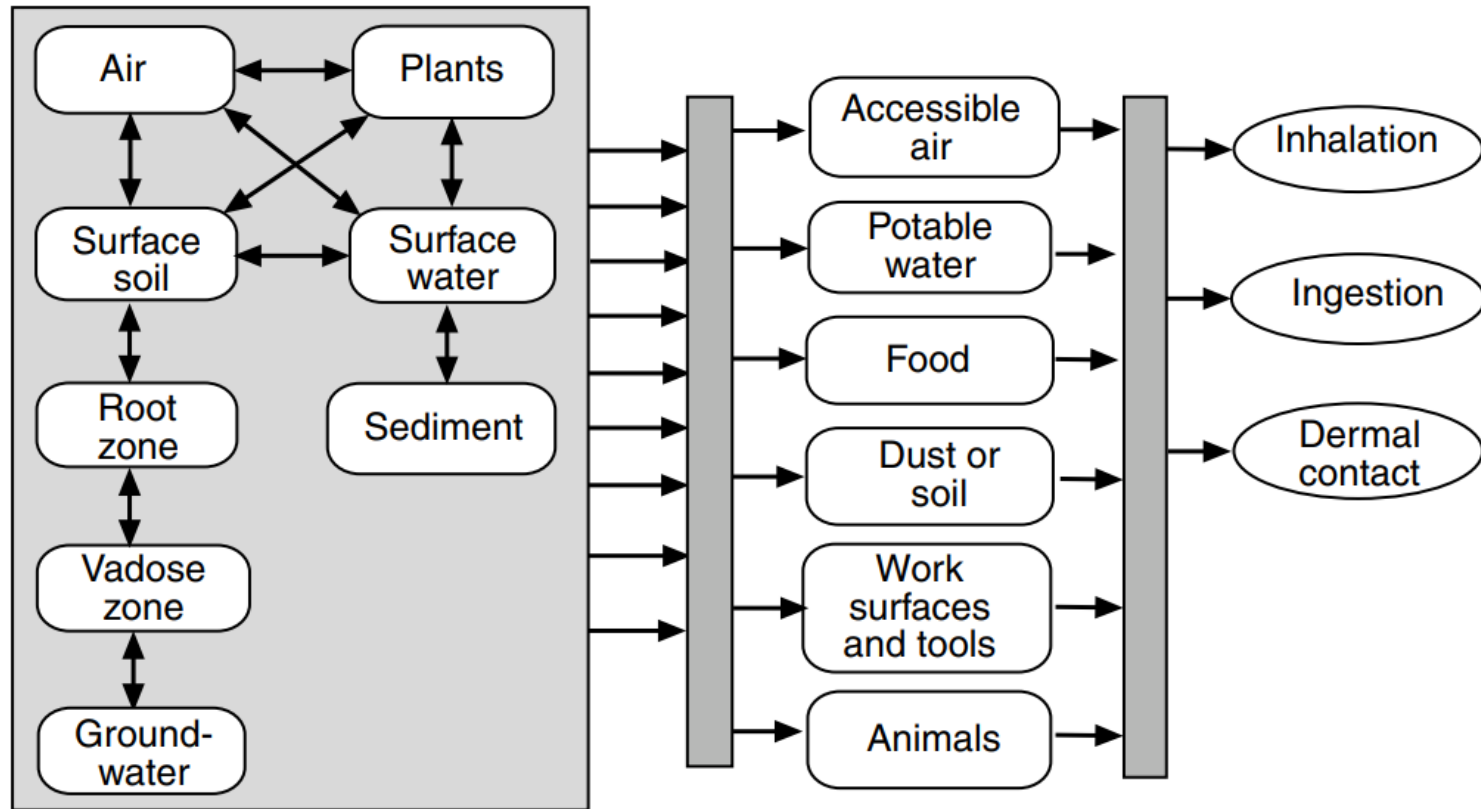 Air
Plants
Surface
soil
Surface
water
Root
zone
Sediment
Vadose
zone
Ground-
water
Accessible
air
Potable
water
Food
Dust or
soil
Work
surfaces
and tools
Animals
Inhalation
Ingestion
Dermal
contact